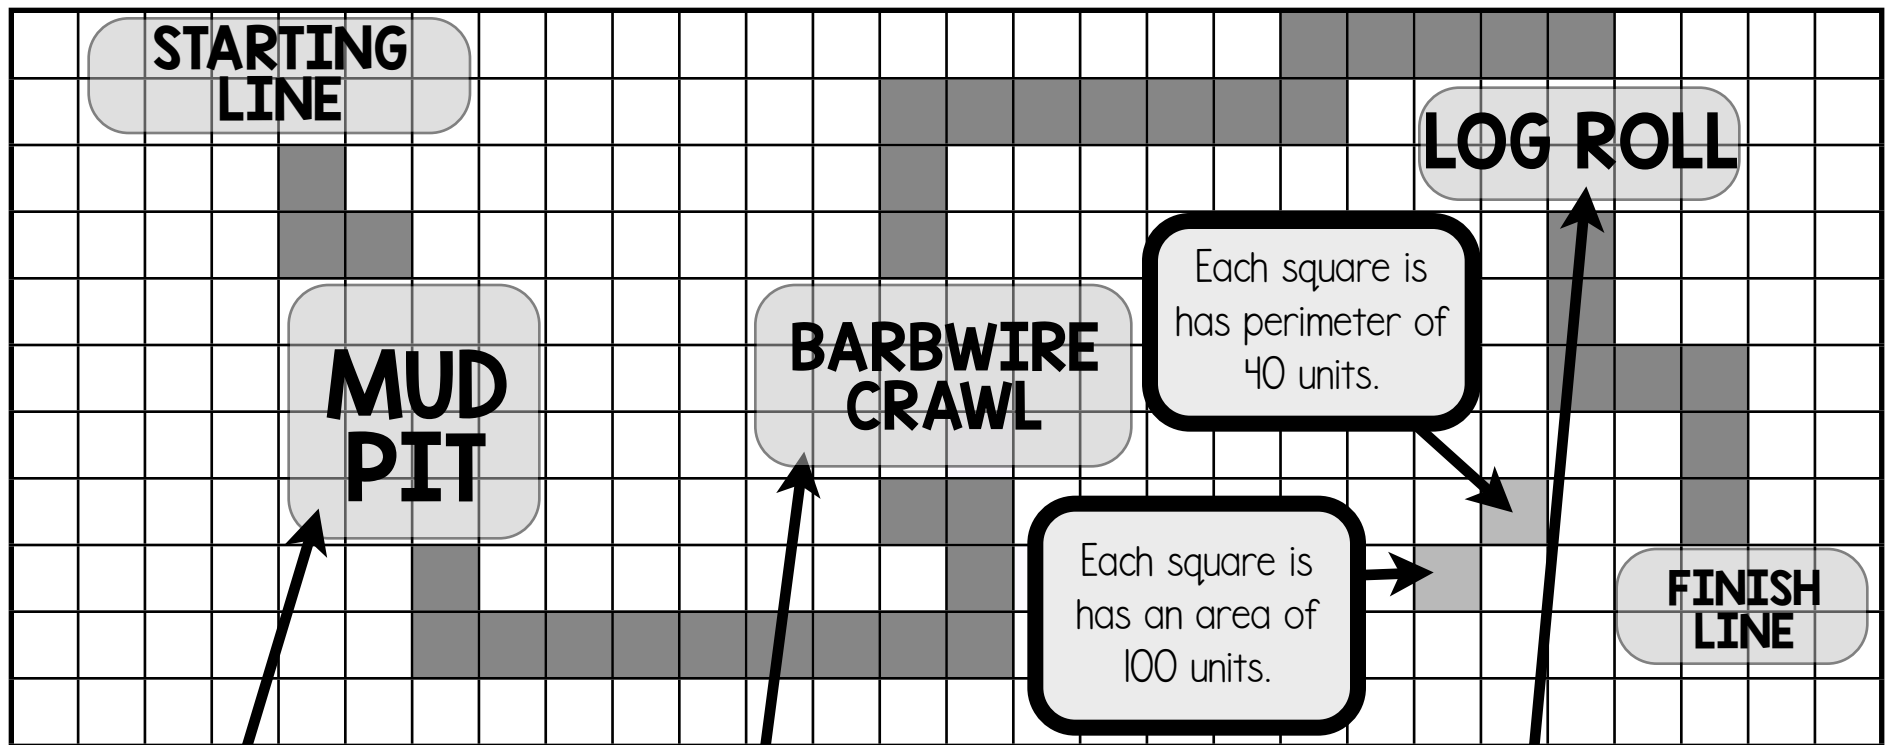 STARTING
LINE
LOG ROLL
Each square is
has perimeter of
40 units.
BARBWIRE
CRAWL
MUD
PIT
Each square is
has an area of
100 units.
FINISH
LINE